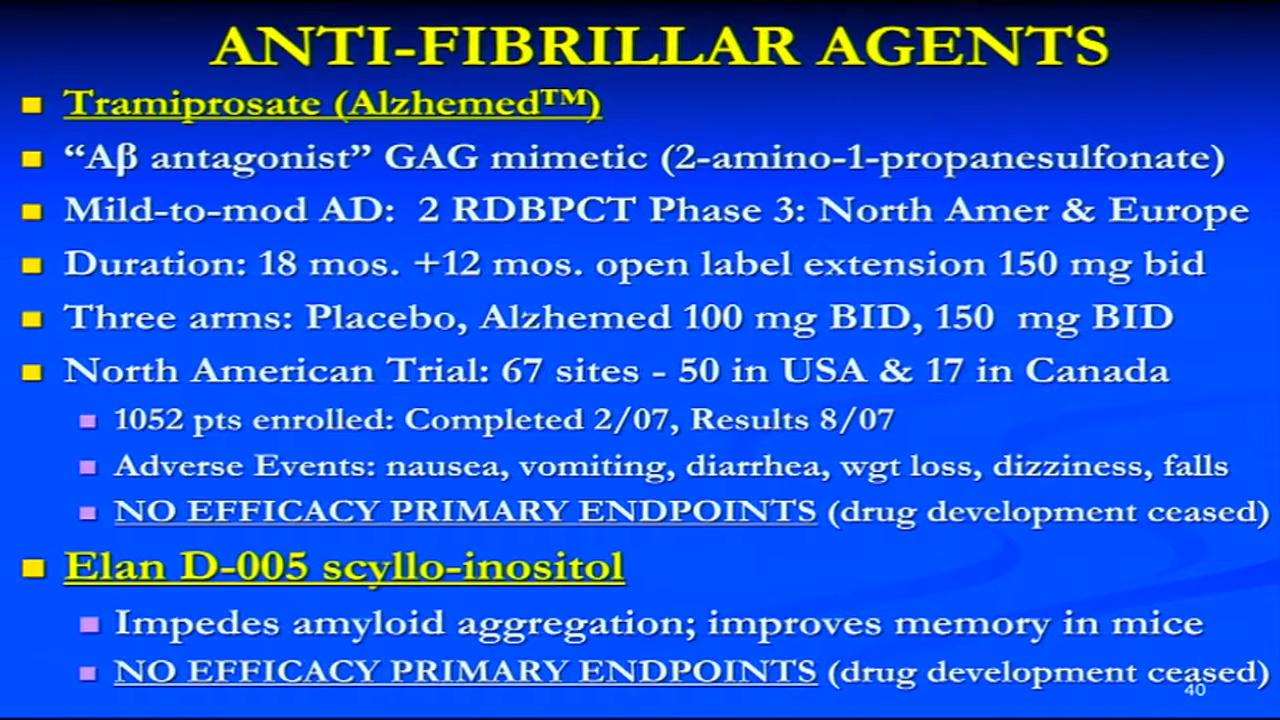 ANTI-FIBRILLAR AGENTS
Tramiprosate (Alzhemed™)
“Aβ antagonist” GAG mimetic (2-amino-1-propanesulfonate)
Mild-to-mod AD: 2 RDBPCT Phase 3: North Amer & Europe
Duration: 18 mos. +12 mos. open label extension 150 mg bid
Three arms: Placebo, Alzhemed 100 mg BID, 150 mg BID
North American Trial: 67 sites - 50 in USA & 17 in Canada
1052 pts enrolled: Completed 2/07, Results 8/07
Adverse Events: nausea, vomiting, diarrhea, wgt loss, dizziness, falls
NO EFFICACY PRIMARY ENDPOINTS (drug development ceased)
Elan D-005 scyllo-inositol
Impedes amyloid aggregation; improves memory in mice
NO EFFICACY PRIMARY ENDPOINTS (drug development ceased)
40